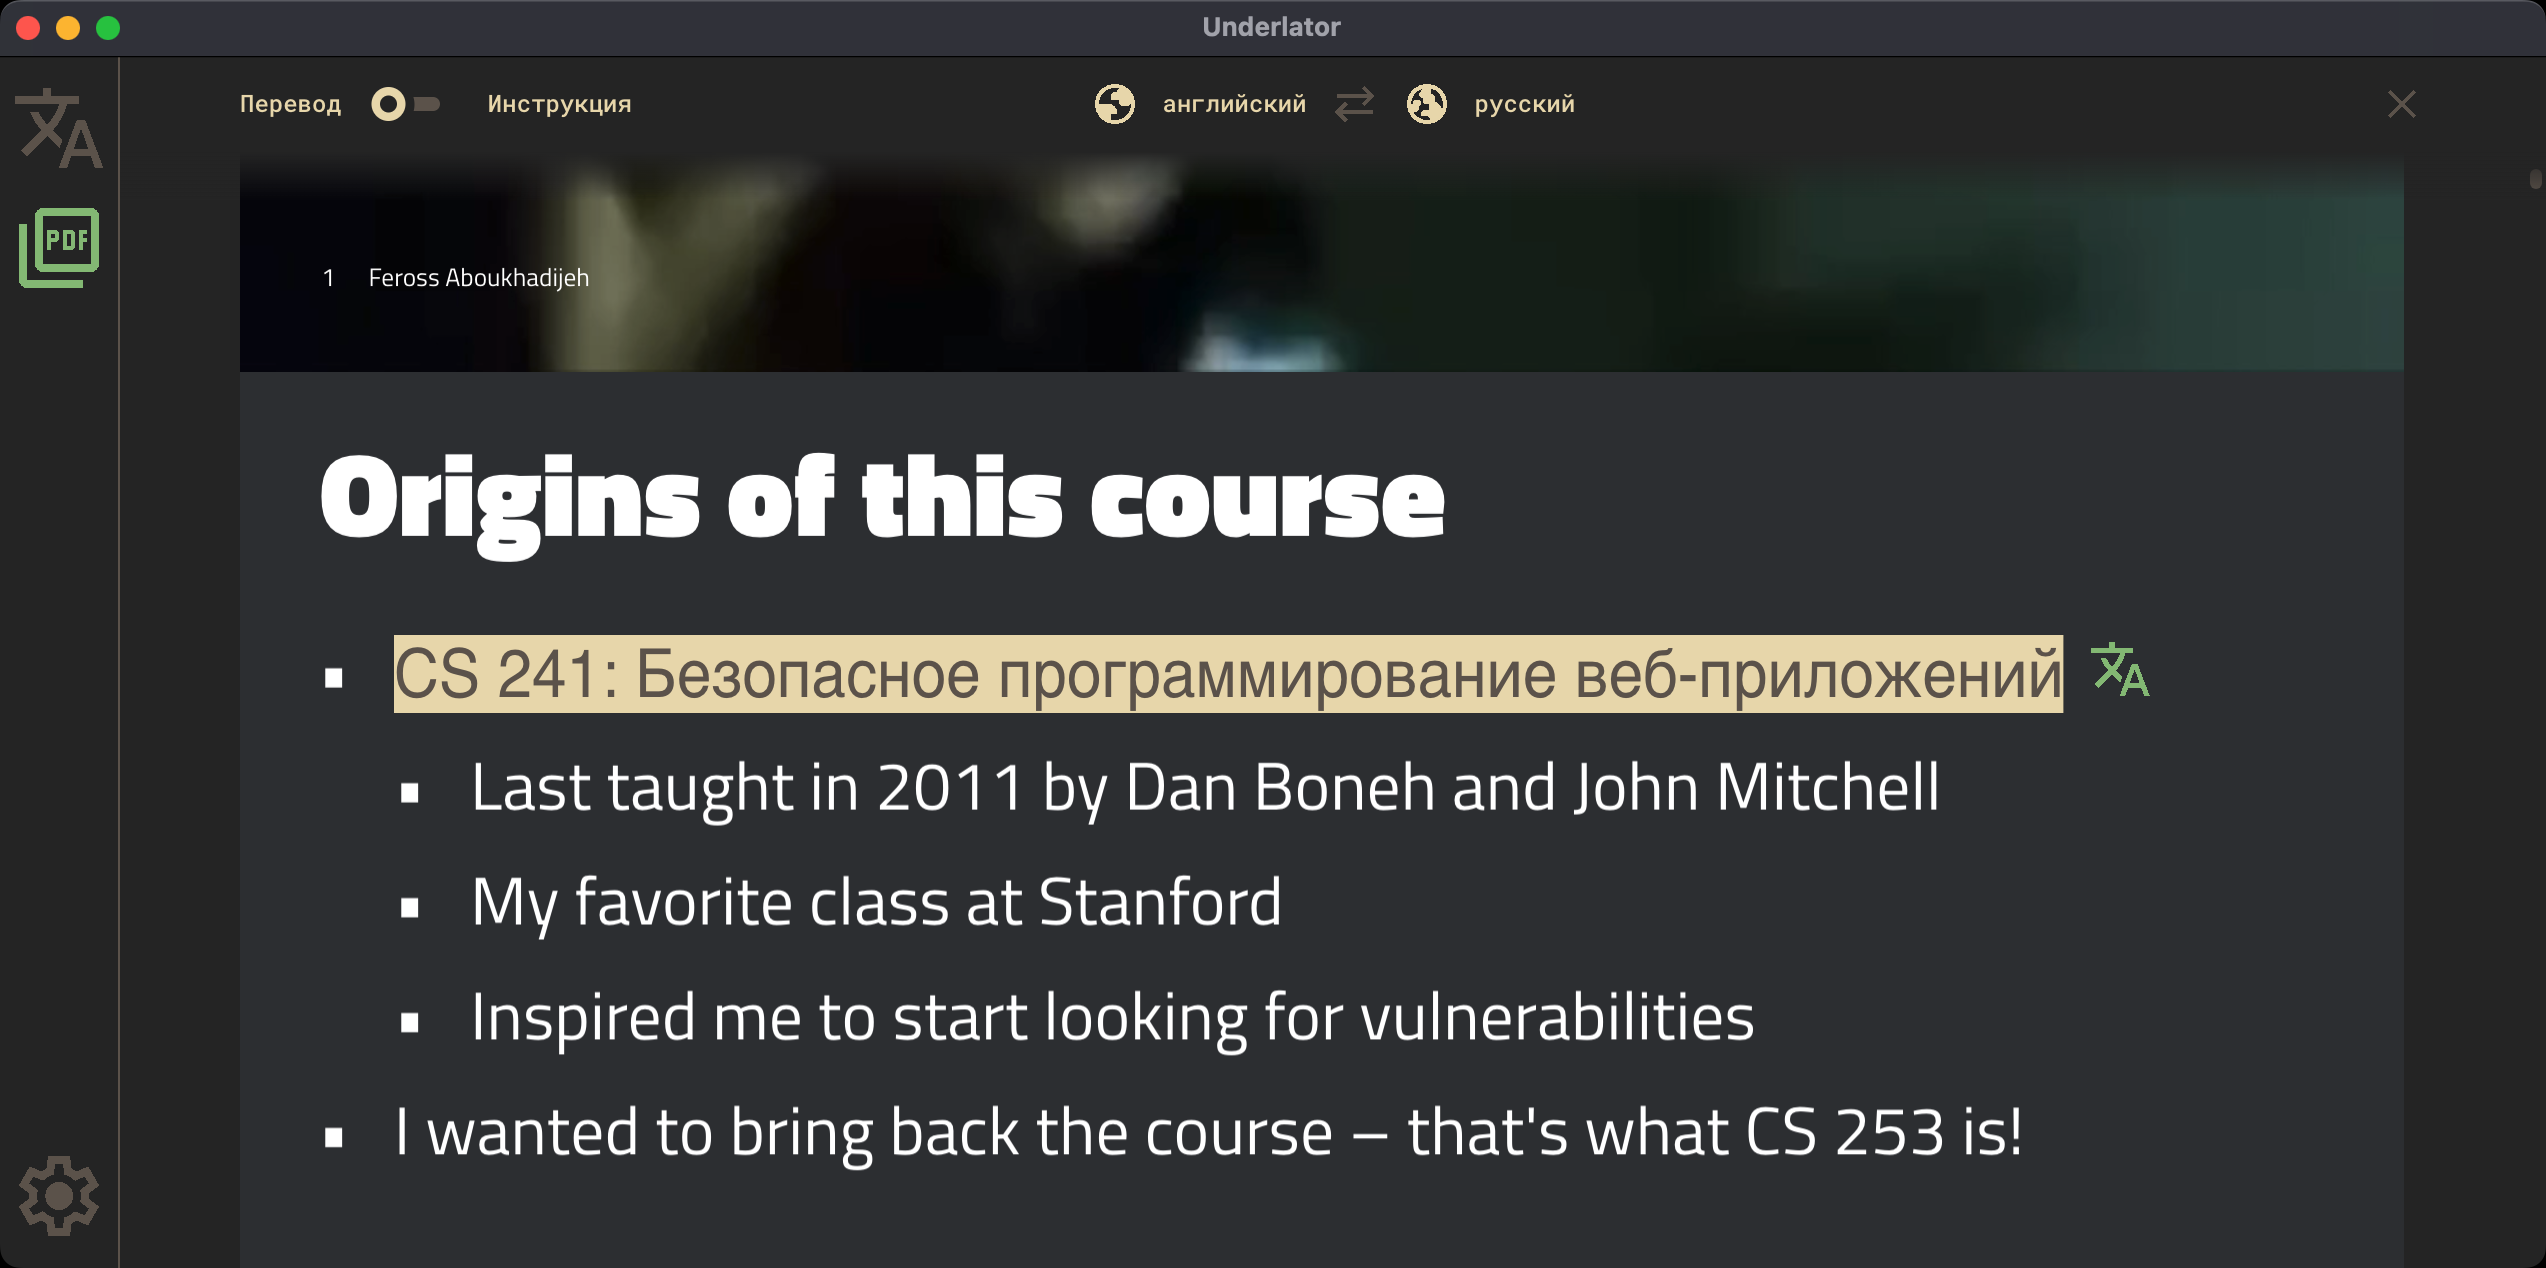 Underlator
Перевод Инструкция английский русский
PDF
1 Feross Aboukhadijeh
Origins of this course
▪ CS 241: Безопасное программирование веб-приложений
▪ Last taught in 2011 by Dan Boneh and John Mitchell
▪ My favorite class at Stanford
▪ Inspired me to start looking for vulnerabilities
▪ I wanted to bring back the course – that's what CS 253 is!